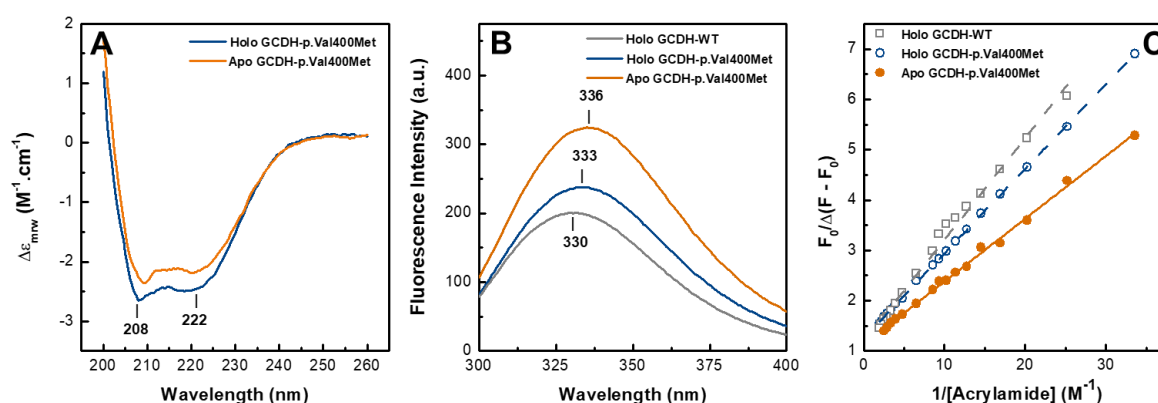 A
Holo GCDH-p.Val400Met
Apo GCDH-p.Val400Met
2
1
0
-1
-2
-3
208
222
200 210 220 230 240 250 260
Wavelength (nm)
Δε mrw (M-1.cm-1)
B
Holo GCDH-WT
Holo GCDH-p.Val400Met
Apo GCDH-p.Val400Met
400
300
200
100
0
336
333
330
300 325 350 375 400
Wavelength (nm)
Fluorescence Intensity (a.u.)
C
Holo GCDH-WT
Holo GCDH-p.Val400Met
Apo GCDH-p.Val400Met
7
6
5
4
3
2
1
0 10 20 30
1/[Acrylamide] (M-1)
F0/Δ(F - F0)